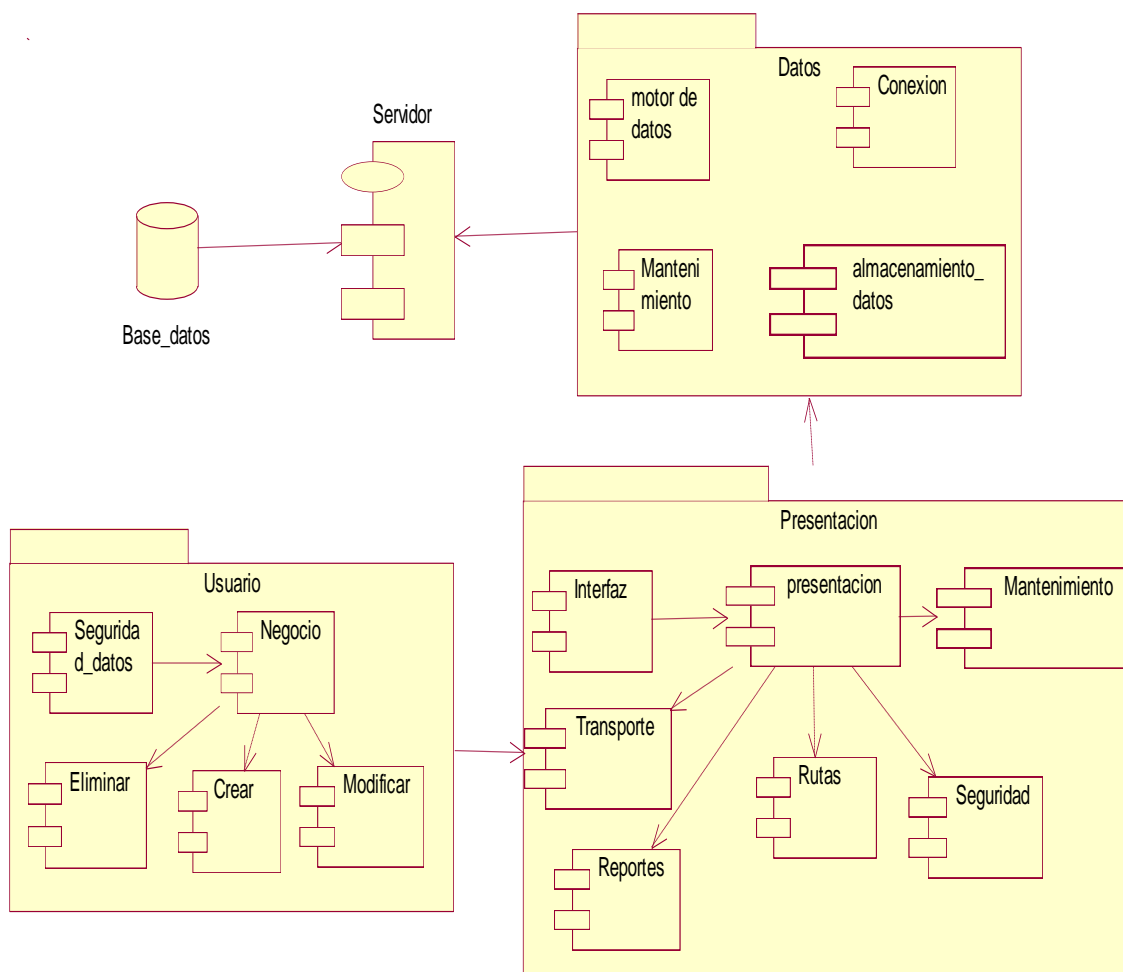 Datos
motor de
datos
Conexion
Servidor
Manteni
miento
almacenamiento_
datos
Base_datos
Presentacion
Usuario
Interfaz
presentacion
Mantenimiento
Segurida
d_datos
Negocio
Transporte
Eliminar
Crear
Modificar
Rutas
Seguridad
Reportes